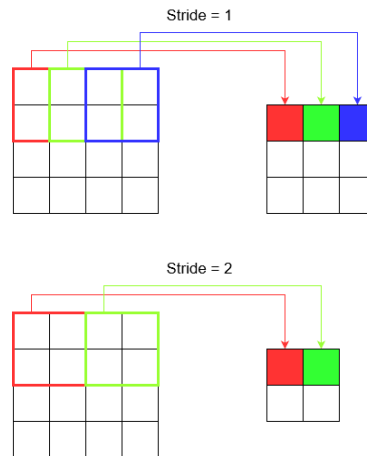 Stride = 1
Stride = 2